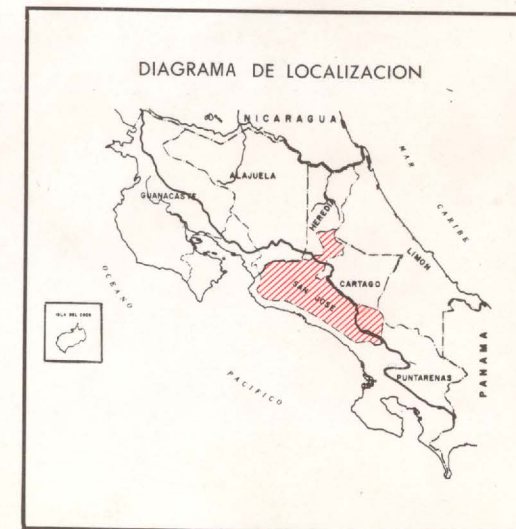 DIAGRAMA DE LOCALIZACION
NICARAGUA
MAR
CARIBE
ALAJUELA
GUANACASTE
HEREDIA
LIMON
OCEANO
SAN JOSE
CARTAGO
ISLA DEL COCO
PACIFICO
PUNTARENAS
PANAMA